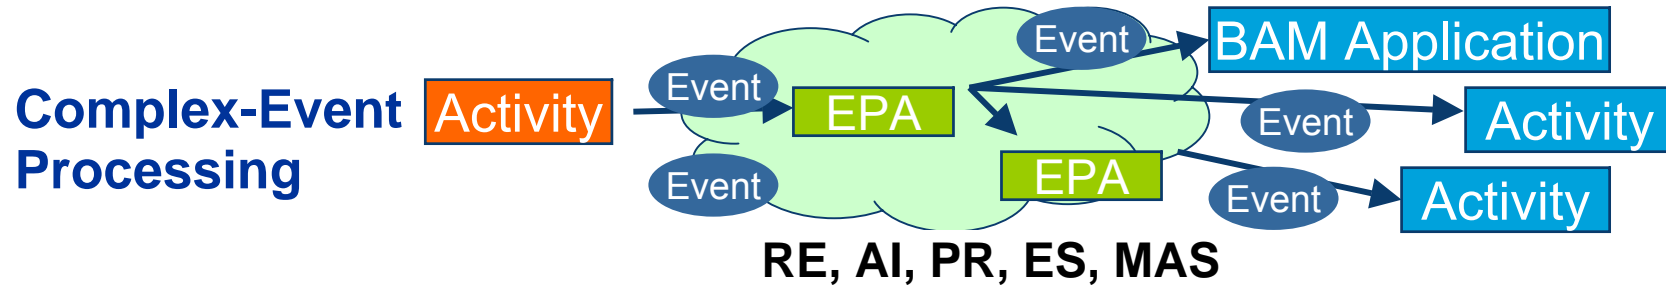 Complex-Event
Processing
Activity
Event
Event
EPA
EPA
Event
BAM Application
Event
Activity
Event
Activity
RE, AI, PR, ES, MAS